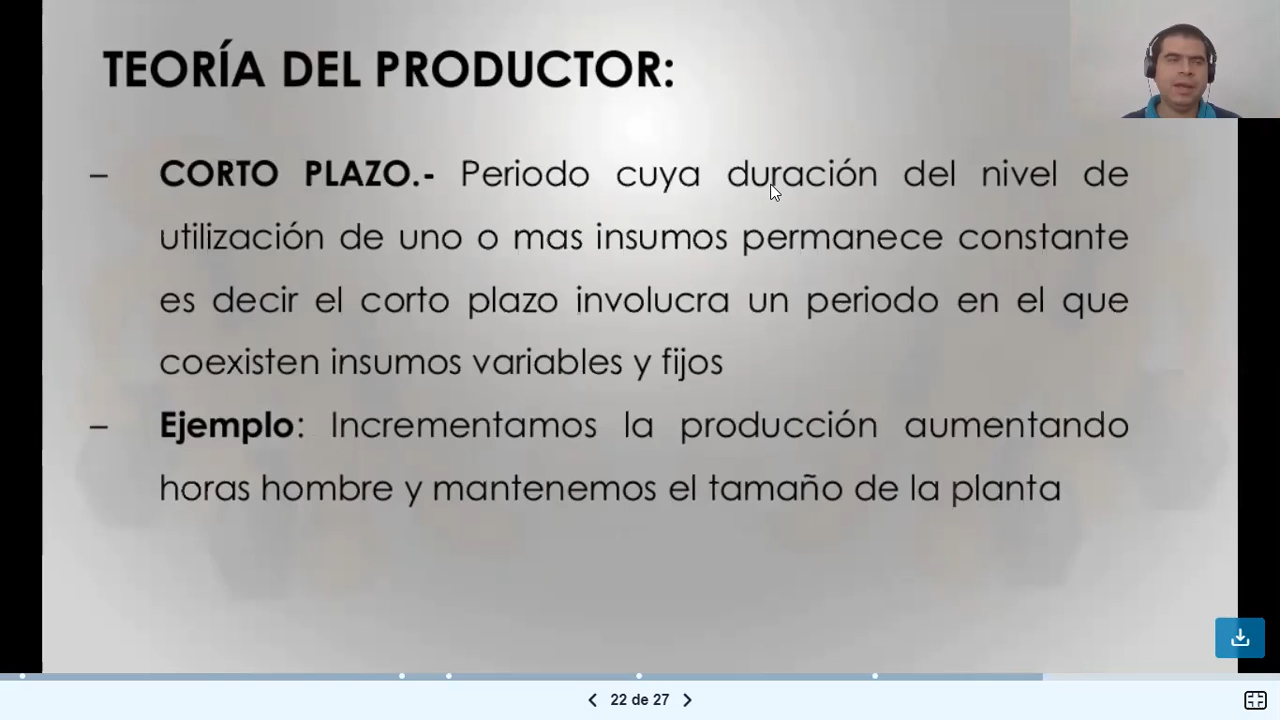 TEORÍA DEL PRODUCTOR:
– CORTO PLAZO.- Periodo cuya duración del nivel de
utilización de uno o mas insumos permanece constante
es decir el corto plazo involucra un periodo en el que
coexisten insumos variables y fijos
– Ejemplo: Incrementamos la producción aumentando
horas hombre y mantenemos el tamaño de la planta
22 de 27